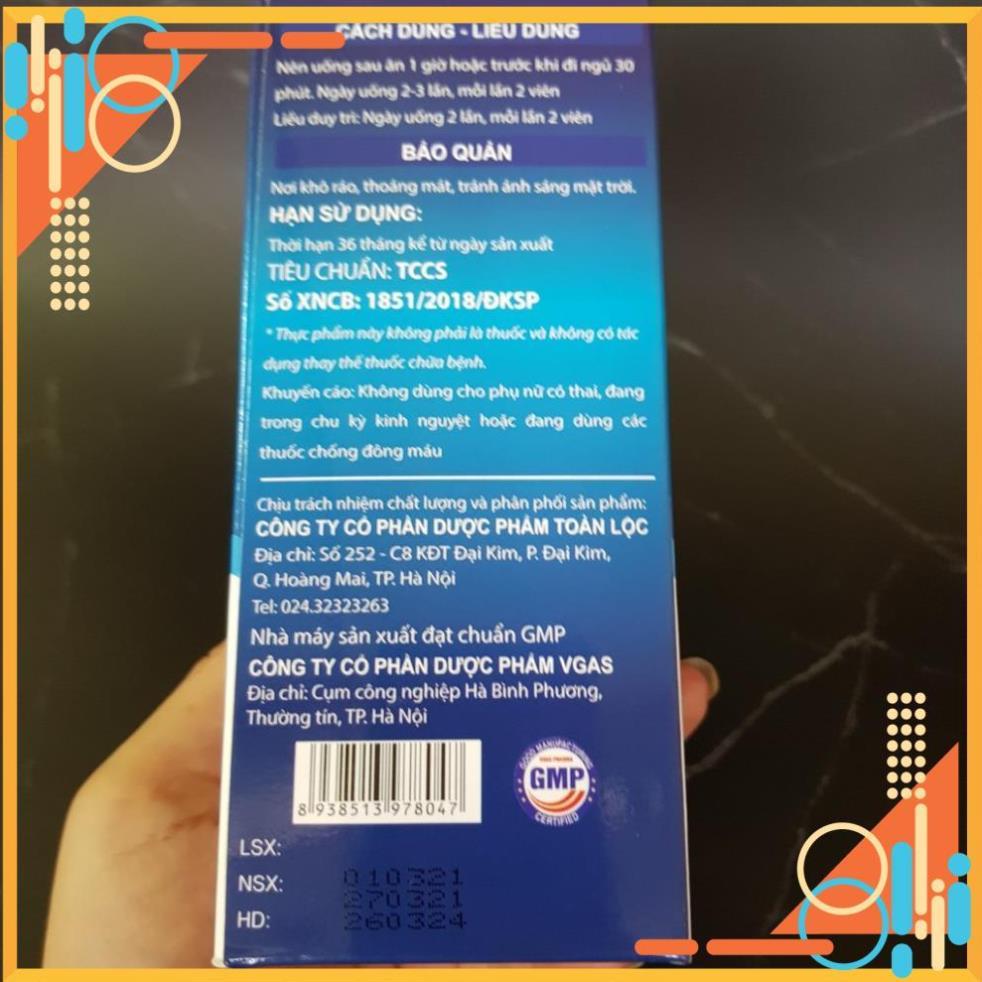 CÁCH DÙNG - LIỀU DÙNG
Nên uống sau ăn 1 giờ hoặc trước khi đi ngủ 30
phút. Ngày uống 2-3 lần, mỗi lần 2 viên
Liều duy trì: Ngày uống 2 lần, mỗi lần 2 viên
BẢO QUẢN
Nơi khô ráo, thoáng mát, tránh ánh sáng mặt trời.
HẠN SỬ DỤNG:
Thời hạn 36 tháng kể từ ngày sản xuất
TIÊU CHUẨN: TCCS
Số XNCB: 1851/2018/ĐKSP
* Thực phẩm này không phải là thuốc và không có tác
dụng thay thế thuốc chữa bệnh.
Khuyến cáo: Không dùng cho phụ nữ có thai, đang
trong chu kỳ kinh nguyệt hoặc đang dùng các
thuốc chống đông máu
Chịu trách nhiệm chất lượng và phân phối sản phẩm:
CÔNG TY CỔ PHẦN DƯỢC PHẨM TOÀN LỘC
Địa chỉ: Số 252 - C8 KĐT Đại Kim, P. Đại Kim,
Q. Hoàng Mai, TP. Hà Nội
Tel: 024.32323263
Nhà máy sản xuất đạt chuẩn GMP
CÔNG TY CỔ PHẦN DƯỢC PHẨM VGAS
Địa chỉ: Cụm công nghiệp Hà Bình Phương,
Thường tín, TP. Hà Nội
8 938513 978047
GOOD MANUFACTURING
GMP
CERTIFIED
LSX: 010321
NSX: 270321
HD: 260324